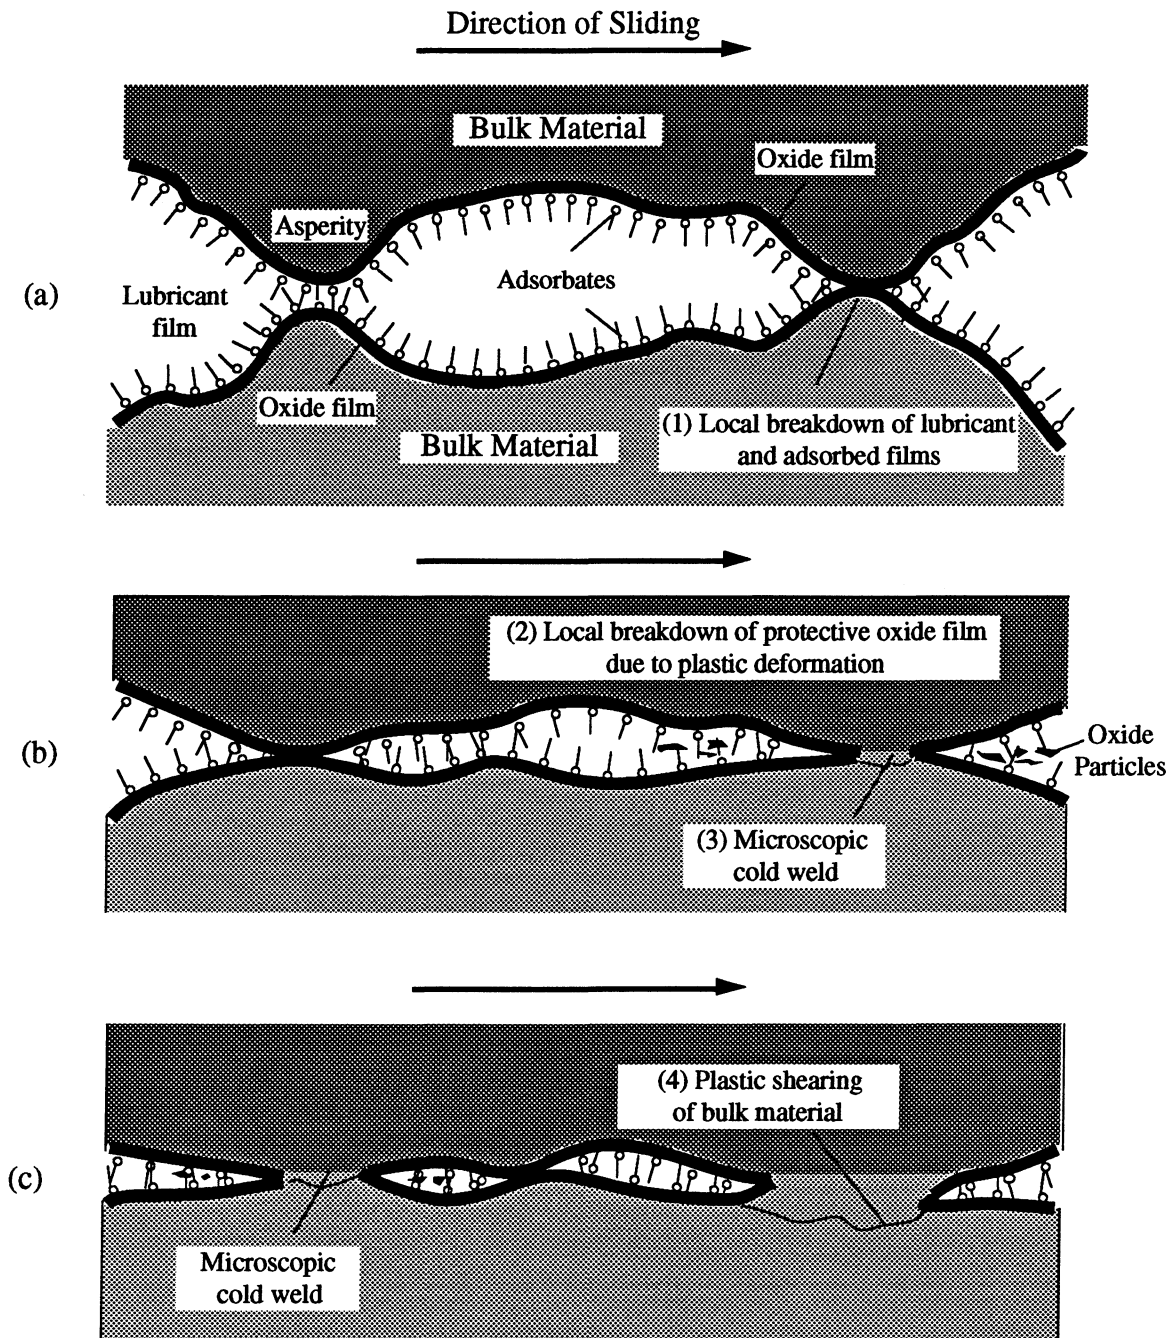 Direction of Sliding
Bulk Material
Oxide film
Asperity
Adsorbates
(a)
Lubricant
film
Oxide film
(1) Local breakdown of lubricant
and adsorbed films
Bulk Material
(2) Local breakdown of protective oxide film
due to plastic deformation
(b)
Oxide
Particles
(3) Microscopic
cold weld
(4) Plastic shearing
of bulk material
(c)
Microscopic
cold weld